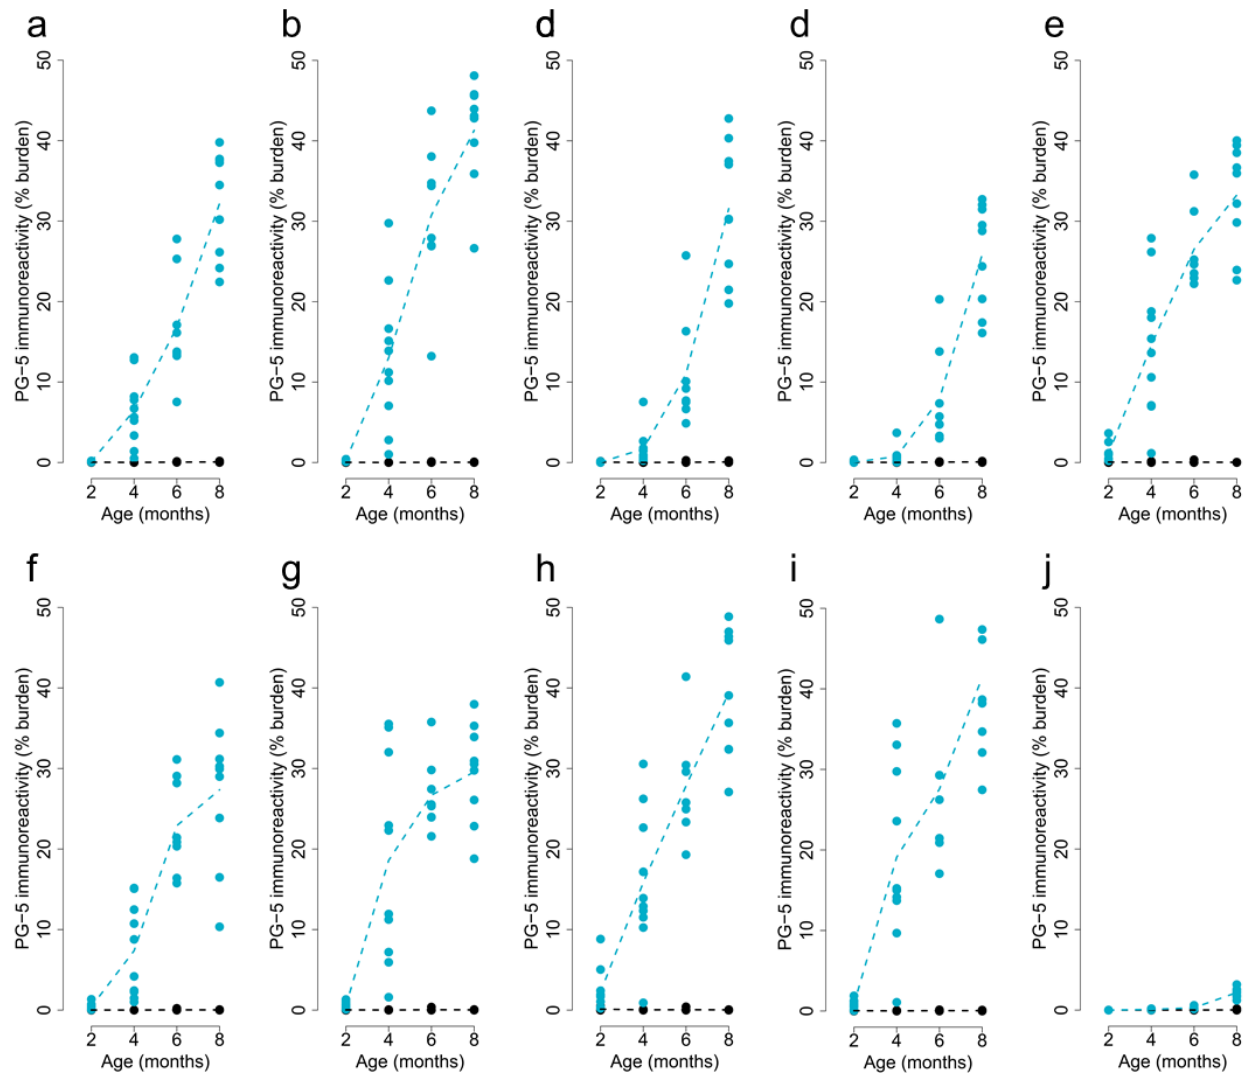 a b d d e
50 50 50 50 50
40 40 40 40 40
30 30 30 30 30
20 20 20 20 20
10 10 10 10 10
0 0 0 0 0
PG−5 immunoreactivity (% burden) PG−5 immunoreactivity (% burden) PG−5 immunoreactivity (% burden) PG−5 immunoreactivity (% burden) PG−5 immunoreactivity (% burden)
2 4 6 8 2 4 6 8 2 4 6 8 2 4 6 8 2 4 6 8
Age (months) Age (months) Age (months) Age (months) Age (months)
f g h i j
50 50 50 50 50
40 40 40 40 40
30 30 30 30 30
20 20 20 20 20
10 10 10 10 10
0 0 0 0 0
PG−5 immunoreactivity (% burden) PG−5 immunoreactivity (% burden) PG−5 immunoreactivity (% burden) PG−5 immunoreactivity (% burden) PG−5 immunoreactivity (% burden)
2 4 6 8 2 4 6 8 2 4 6 8 2 4 6 8 2 4 6 8
Age (months) Age (months) Age (months) Age (months) Age (months)